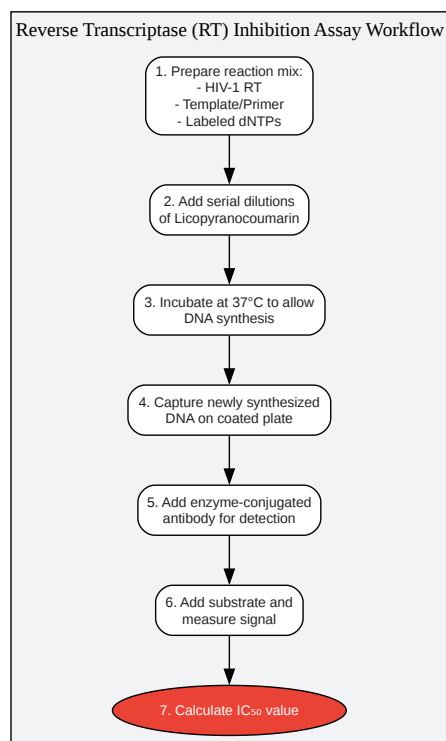 Reverse Transcriptase (RT) Inhibition Assay Workflow
1. Prepare reaction mix:
- HIV-1 RT
- Template/Primer
- Labeled dNTPs
2. Add serial dilutions
of Licopyranocoumarin
3. Incubate at 37°C to allow
DNA synthesis
4. Capture newly synthesized
DNA on coated plate
5. Add enzyme-conjugated
antibody for detection
6. Add substrate and
measure signal
7. Calculate IC₅₀ value